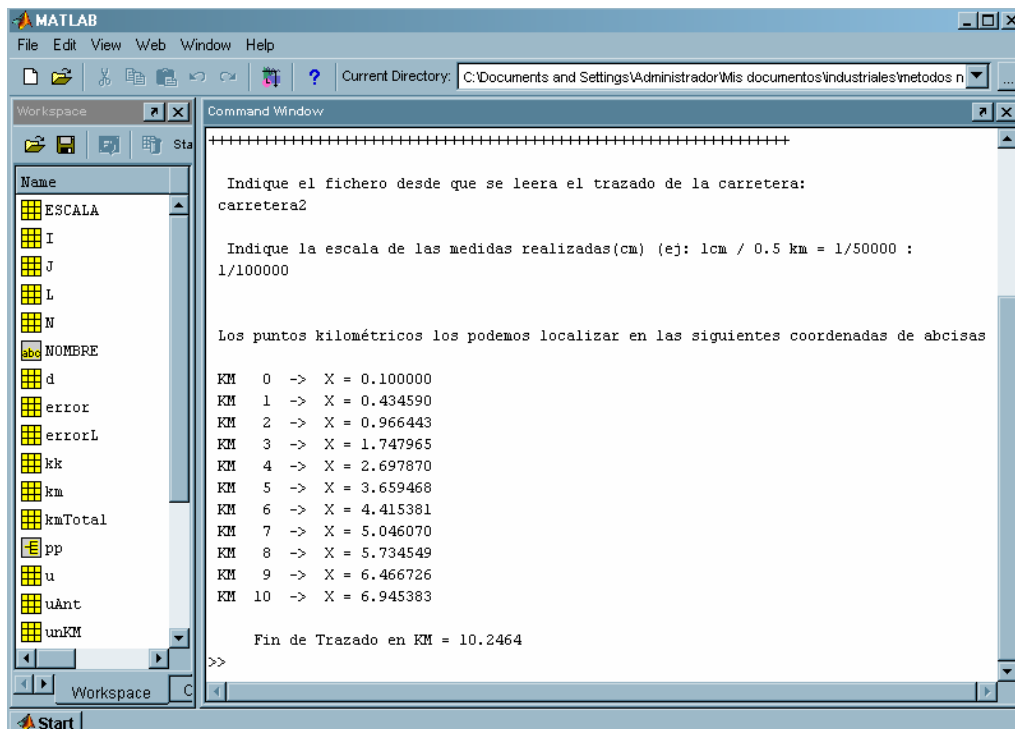 MATLAB
File Edit View Web Window Help
Current Directory: C:\Documents and Settings\Administrador\Mis documentos\industriales\metodos n
Workspace
Sta
Name
ESCALA
I
J
L
N
abc NOMBRE
d
error
errorL
kk
km
kmTotal
pp
u
uAnt
unKM
Workspace
C
Command Window
++++++++++++++++++++++++++++++++++++++++++++++++++++++++++++++++
Indique el fichero desde que se leera el trazado de la carretera:
carretera2
Indique la escala de las medidas realizadas(cm) (ej: 1cm / 0.5 km = 1/50000 :
1/100000
Los puntos kilométricos los podemos localizar en las siguientes coordenadas de abcisas
KM 0 -> X = 0.100000
KM 1 -> X = 0.434590
KM 2 -> X = 0.966443
KM 3 -> X = 1.747965
KM 4 -> X = 2.697870
KM 5 -> X = 3.659468
KM 6 -> X = 4.415381
KM 7 -> X = 5.046070
KM 8 -> X = 5.734549
KM 9 -> X = 6.466726
KM 10 -> X = 6.945383
Fin de Trazado en KM = 10.2464
>>
Start